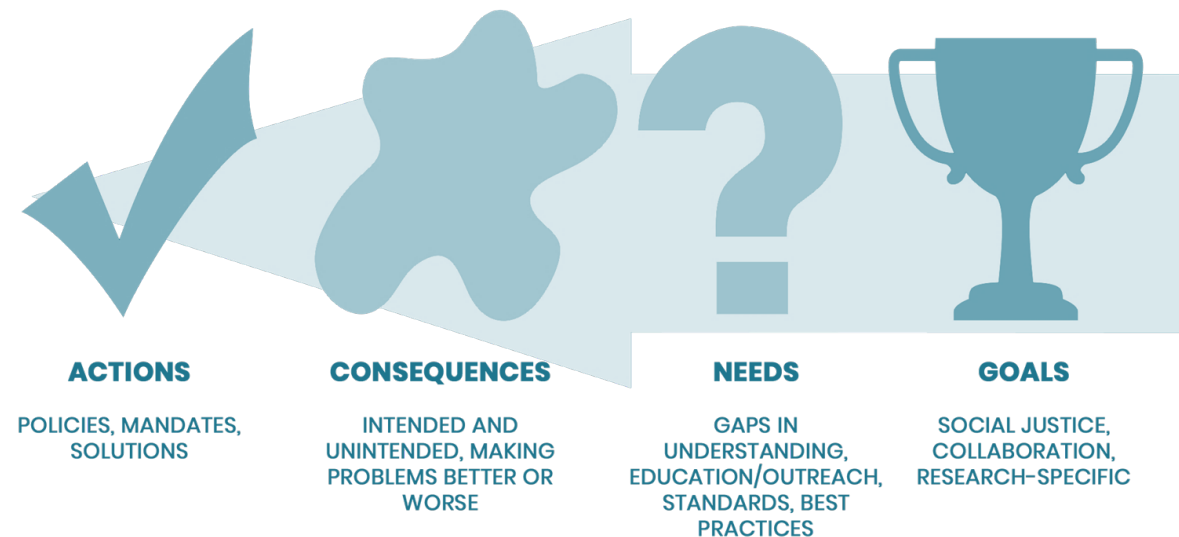 ACTIONS
POLICIES, MANDATES,
SOLUTIONS
CONSEQUENCES
INTENDED AND
UNINTENDED, MAKING
PROBLEMS BETTER OR
WORSE
NEEDS
GAPS IN
UNDERSTANDING,
EDUCATION/OUTREACH,
STANDARDS, BEST
PRACTICES
GOALS
SOCIAL JUSTICE,
COLLABORATION,
RESEARCH-SPECIFIC